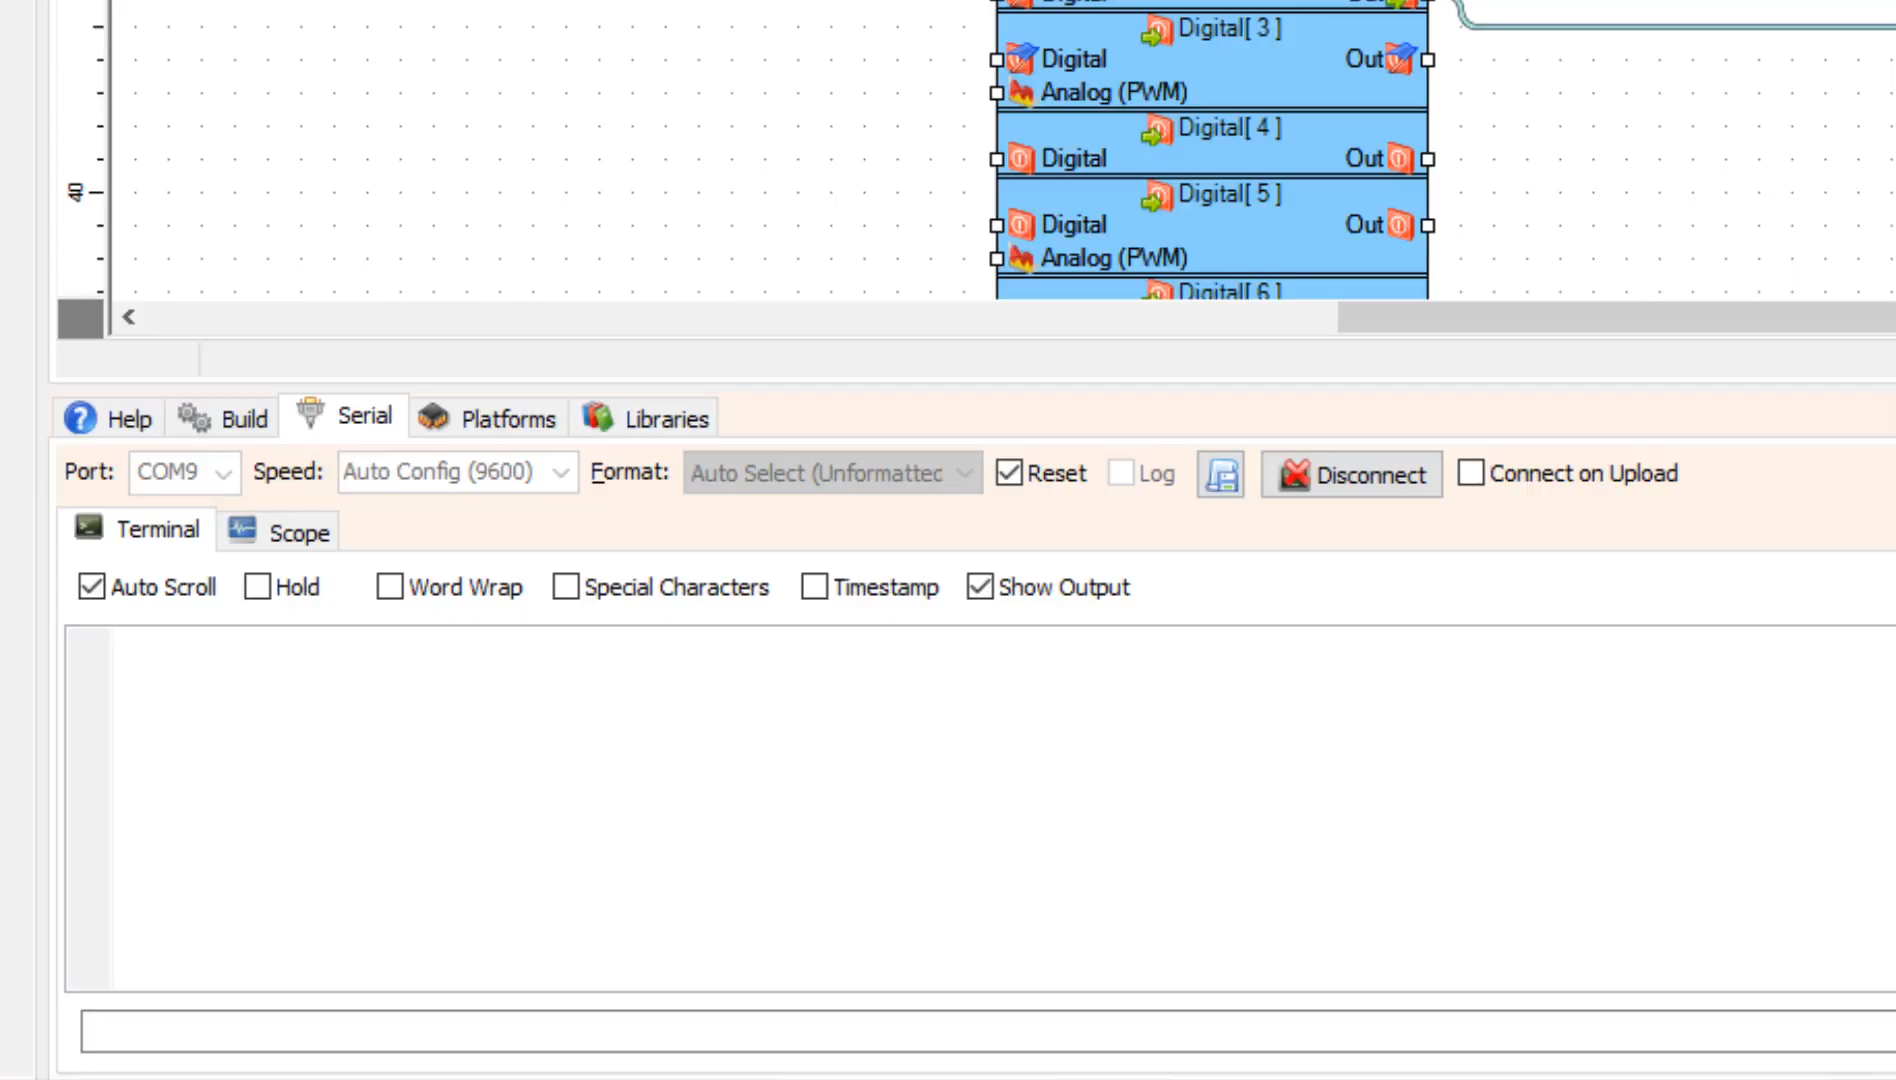 Digital[ 3 ]
Digital Out
Analog (PWM)
Digital[ 4 ]
Digital Out
40
Digital[ 5 ]
Digital Out
Analog (PWM)
Digital[ 6 ]
Help Build Serial Platforms Libraries
Port: COM9 Speed: Auto Config (9600) Format: Auto Select (Unformatted Reset Log Disconnect Connect on Upload
Terminal Scope
Auto Scroll Hold Word Wrap Special Characters Timestamp Show Output